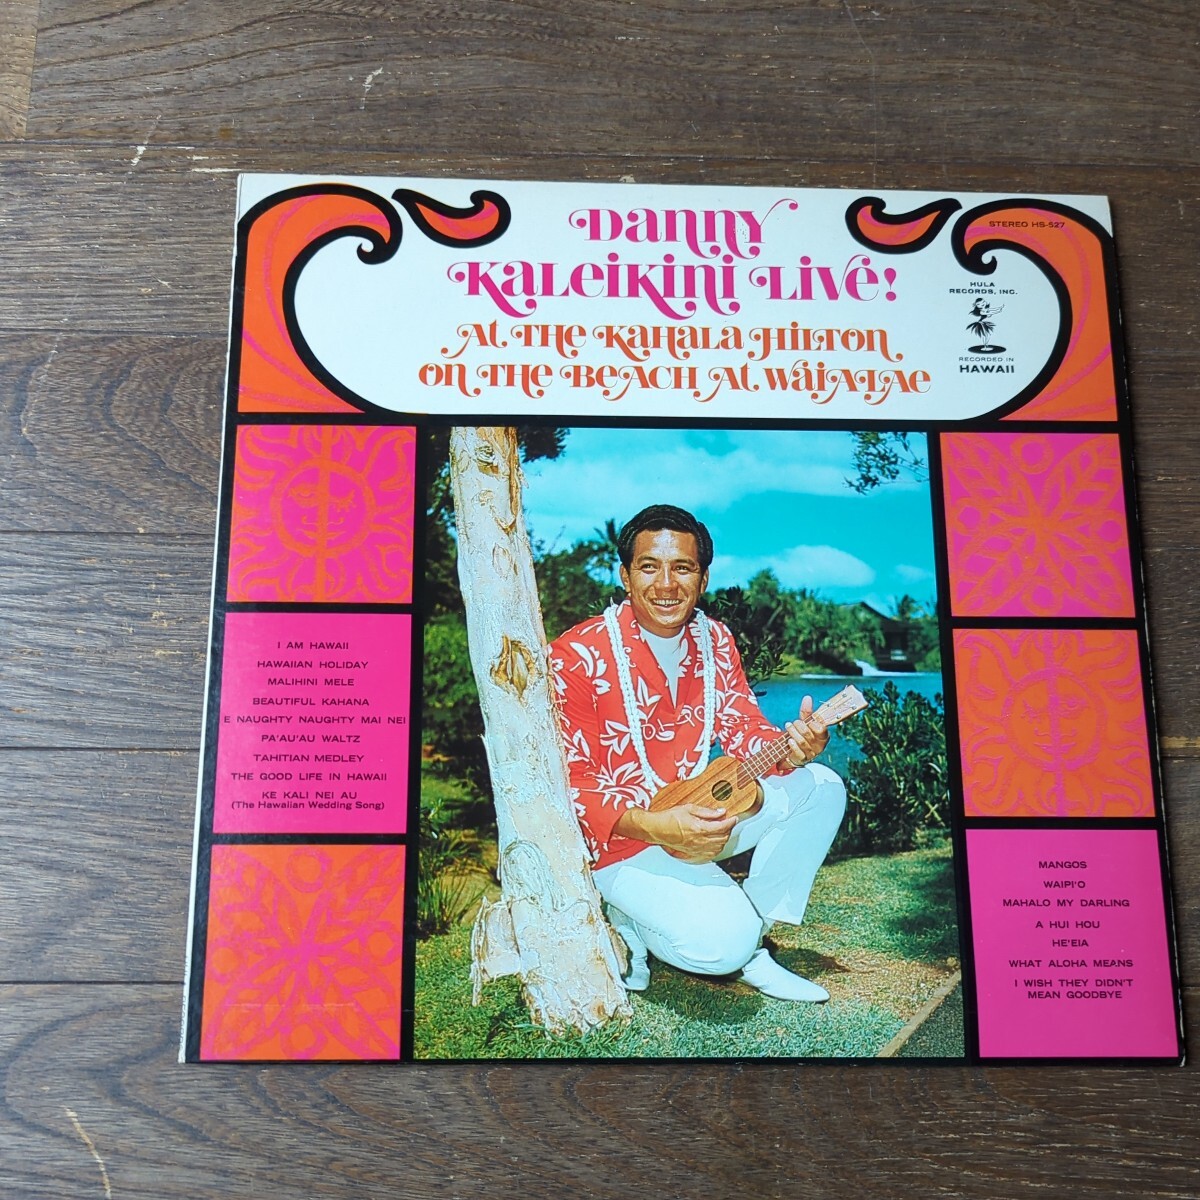 Danny
Kaleikini Live!
At the Kahala Hilton
on the Beach at Waialae
STEREO HS-527
HULA
RECORDS, INC.
RECORDED IN
HAWAII
I AM HAWAII
HAWAIIAN HOLIDAY
MALIHINI MELE
BEAUTIFUL KAHANA
E NAUGHTY NAUGHTY MAI NEI
PA'AU'AU WALTZ
TAHITIAN MEDLEY
THE GOOD LIFE IN HAWAII
KE KALI NEI AU
(The Hawaiian Wedding Song)
MANGOS
WAIPI'O
MAHALO MY DARLING
A HUI HOU
HE'EIA
WHAT ALOHA MEANS
I WISH THEY DIDN'T
MEAN GOODBYE